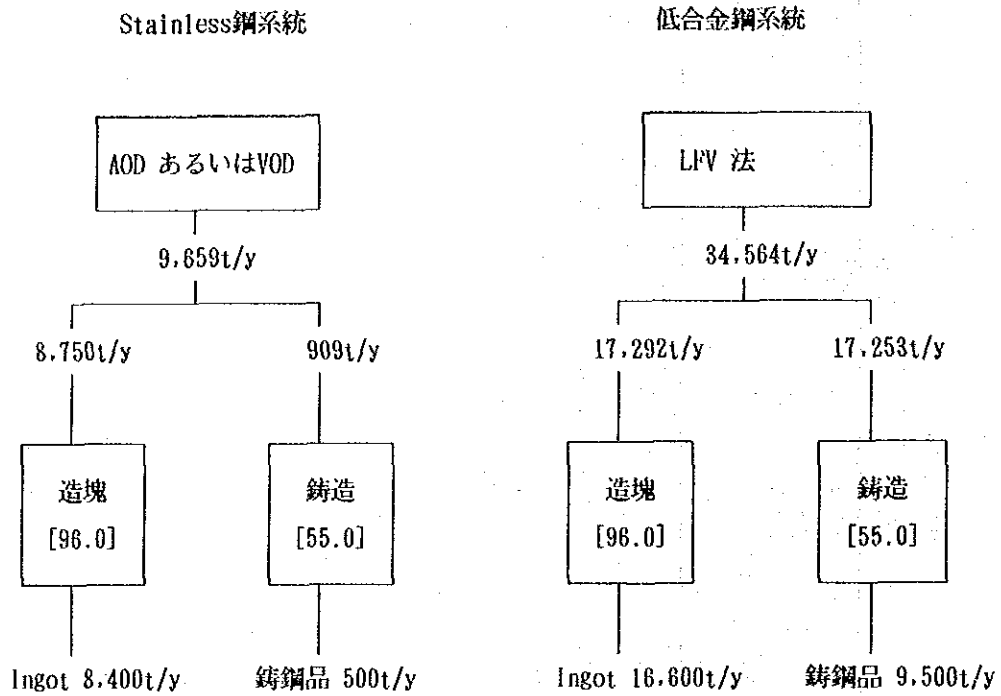 Stainless鋼系統
低合金鋼系統
AOD あるいはVOD
LFV 法
9,659t/y
34,564t/y
8,750t/y
909t/y
17,292t/y
17,253t/y
造塊
[96.0]
鋳造
[55.0]
造塊
[96.0]
鋳造
[55.0]
Ingot 8,400t/y
鋳鋼品 500t/y
Ingot 16,600t/y
鋳鋼品 9,500t/y